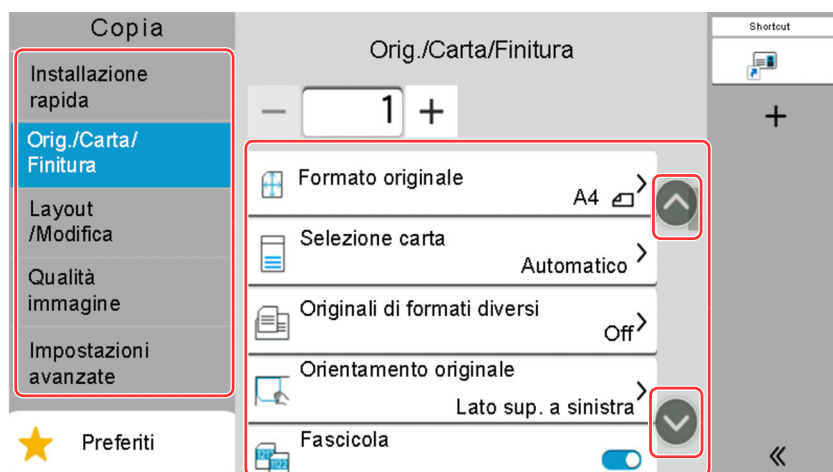 Copia
Installazione
rapida
Orig./Carta/
Finitura
Layout
/Modifica
Qualità
immagine
Impostazioni
avanzate
Preferiti
Orig./Carta/Finitura
1
Formato originale
A4
Selezione carta
Automatico
Originali di formati diversi
Off
Orientamento originale
Lato sup. a sinistra
Fascicola
Shortcut